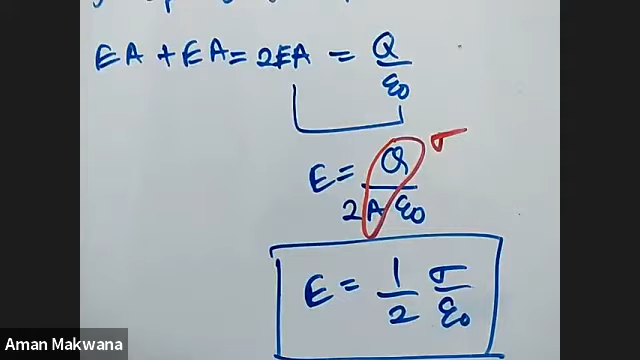 EA + EA = 2EA = Q/ε0
σ
E = Q/2Aε0
E = 1/2 σ/ε0
Aman Makwana